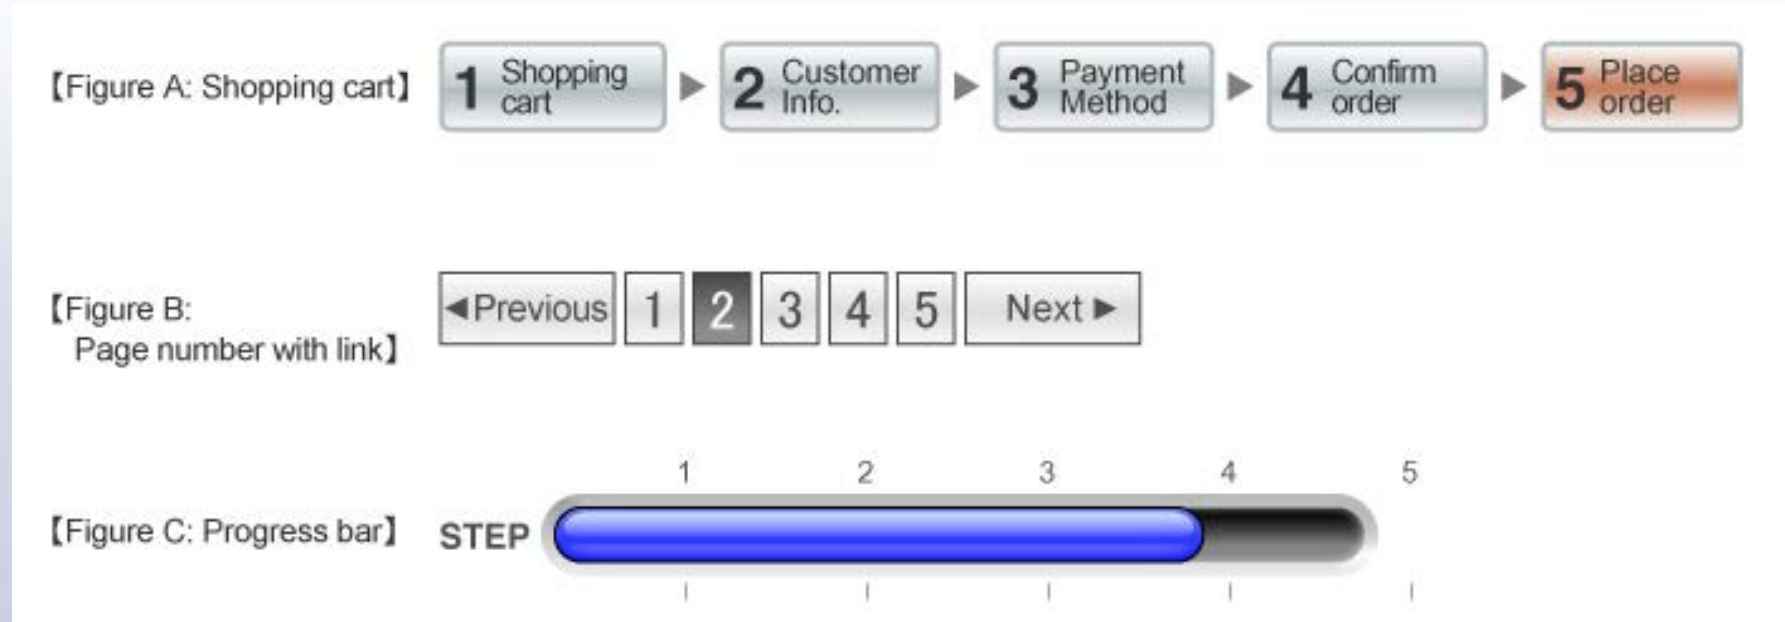 【Figure A: Shopping cart】 1 Shopping cart ▶ 2 Customer Info. ▶ 3 Payment Method ▶ 4 Confirm order ▶ 5 Place order
【Figure B:
Page number with link】 ◀Previous 1 2 3 4 5 Next ▶
1 2 3 4 5
【Figure C: Progress bar】 STEP